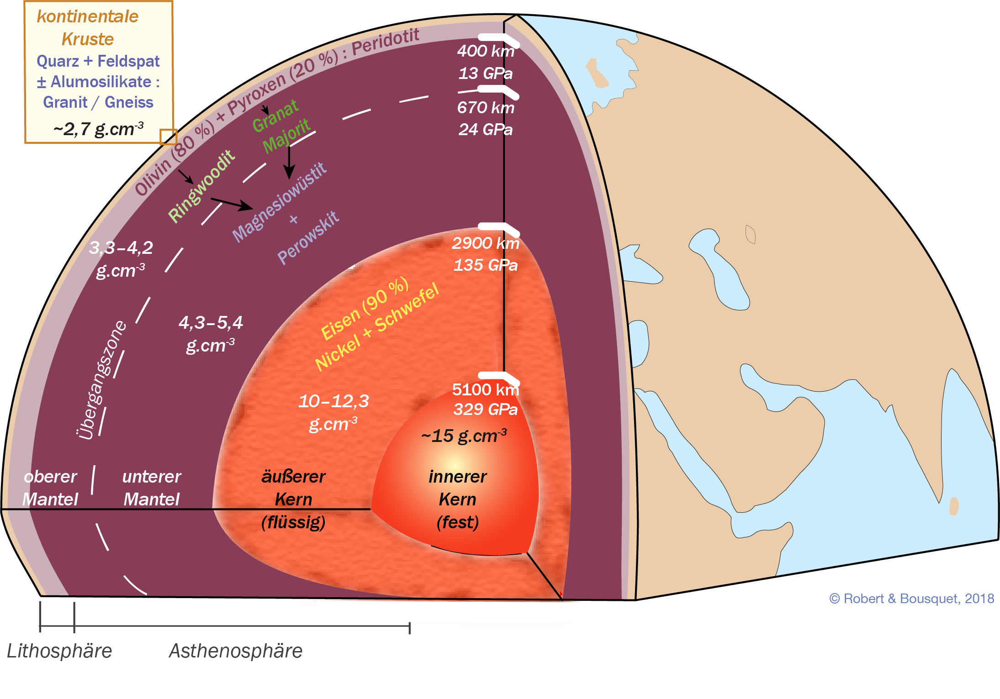 kontinentale
Kruste
Quarz + Feldspat
± Alumosilikate :
Granit / Gneiss
~2,7 g.cm⁻³
Olivin (80 %) + Pyroxen (20 %) : Peridotit
400 km
13 GPa
670 km
24 GPa
Granat
Majorit
Ringwoodit
Magnesiowüstit
+
Perowskit
2900 km
135 GPa
3,3–4,2
g.cm⁻³
4,3–5,4
g.cm⁻³
Übergangszone
Eisen (90 %)
Nickel + Schwefel
10–12,3
g.cm⁻³
5100 km
329 GPa
~15 g.cm⁻³
oberer
Mantel
unterer
Mantel
äußerer
Kern
(flüssig)
innerer
Kern
(fest)
© Robert & Bousquet, 2018
Lithosphäre
Asthenosphäre